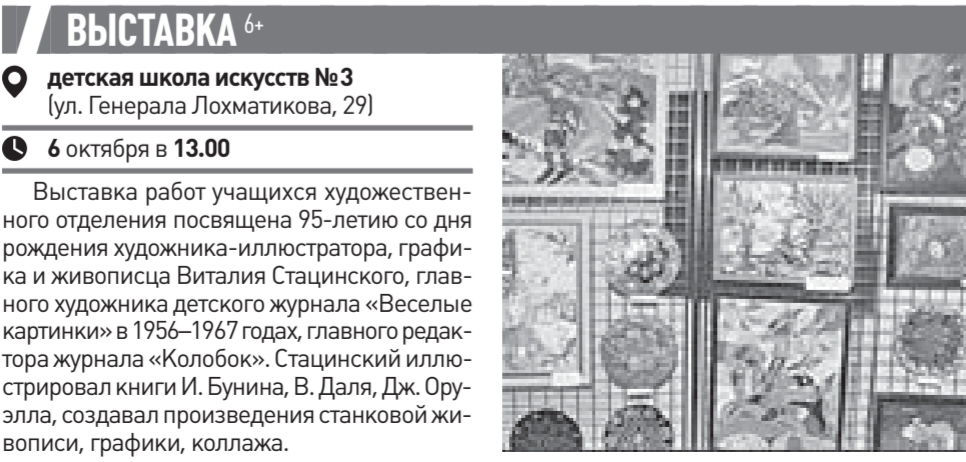 ВЫСТАВКА 6+
детская школа искусств №3
(ул. Генерала Лохматикова, 29)
6 октября в 13.00
Выставка работ учащихся художествен-
ного отделения посвящена 95-летию со дня
рождения художника-иллюстратора, графи-
ка и живописца Виталия Стацинского, глав-
ного художника детского журнала «Веселые
картинки» в 1956–1967 годах, главного редак-
тора журнала «Колобок». Стацинский иллю-
стрировал книги И. Бунина, В. Даля, Дж. Ору-
элла, создавал произведения станковой жи-
вописи, графики, коллажа.